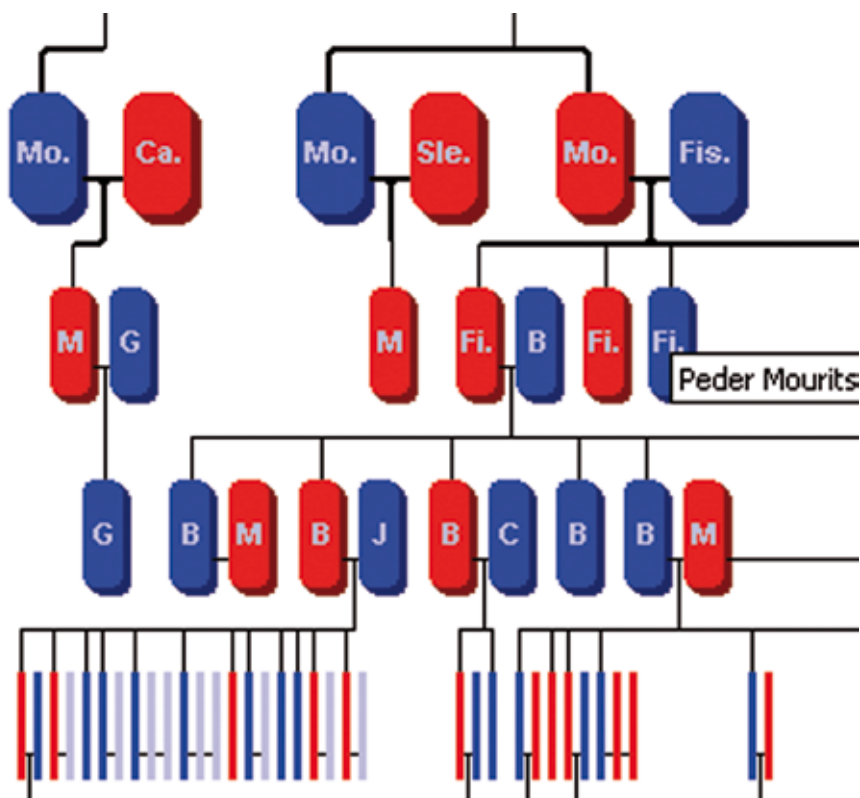 Mo. Ca. Mo. Sle. Mo. Fis.
M G M Fi. B Fi. Fi.
Peder Mourits
G B M B J B C B B M